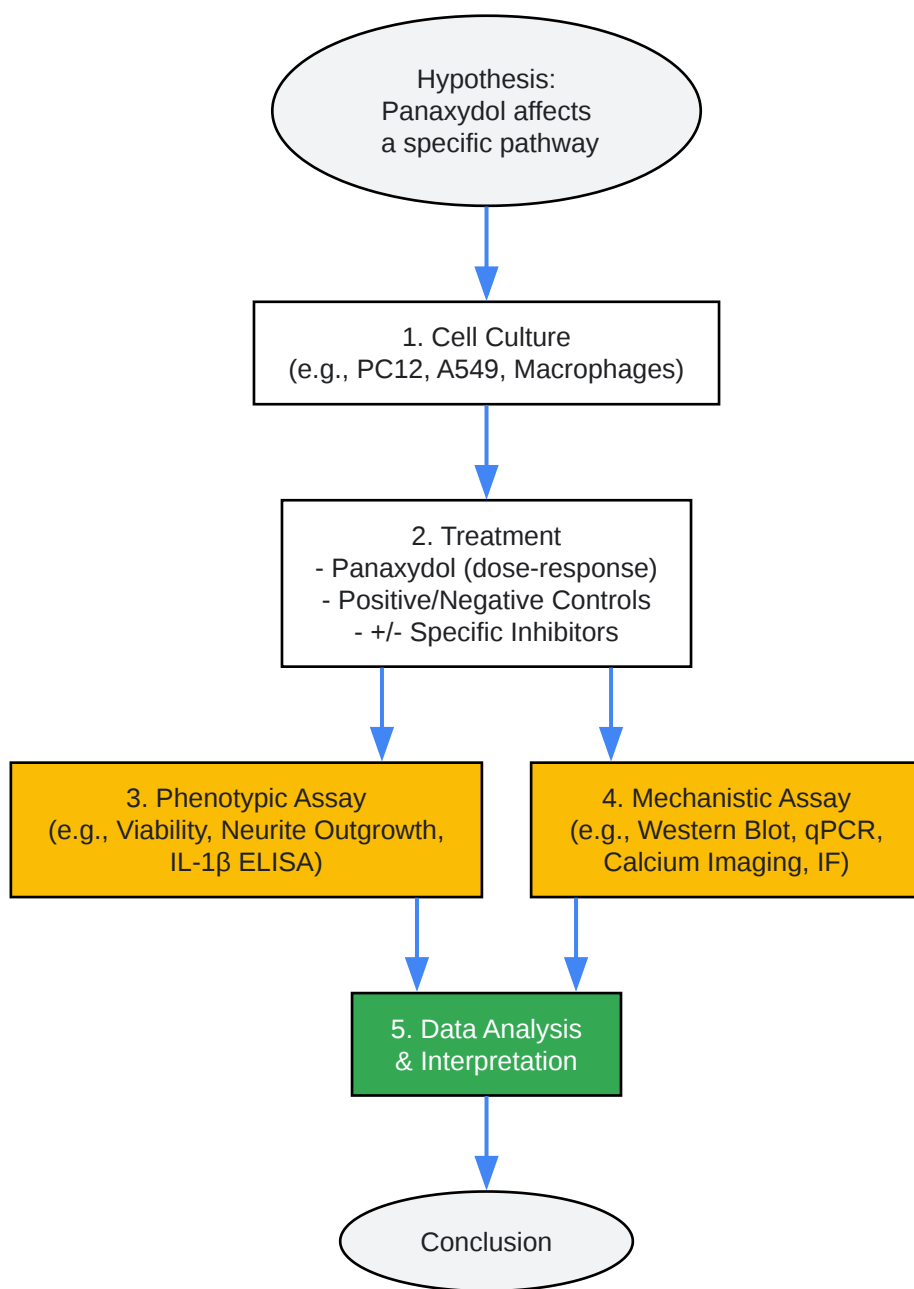 Hypothesis:
Panaxydol affects
a specific pathway
1. Cell Culture
(e.g., PC12, A549, Macrophages)
2. Treatment
- Panaxydol (dose-response)
- Positive/Negative Controls
- +/- Specific Inhibitors
3. Phenotypic Assay
(e.g., Viability, Neurite Outgrowth,
IL-1β ELISA)
4. Mechanistic Assay
(e.g., Western Blot, qPCR,
Calcium Imaging, IF)
5. Data Analysis
& Interpretation
Conclusion